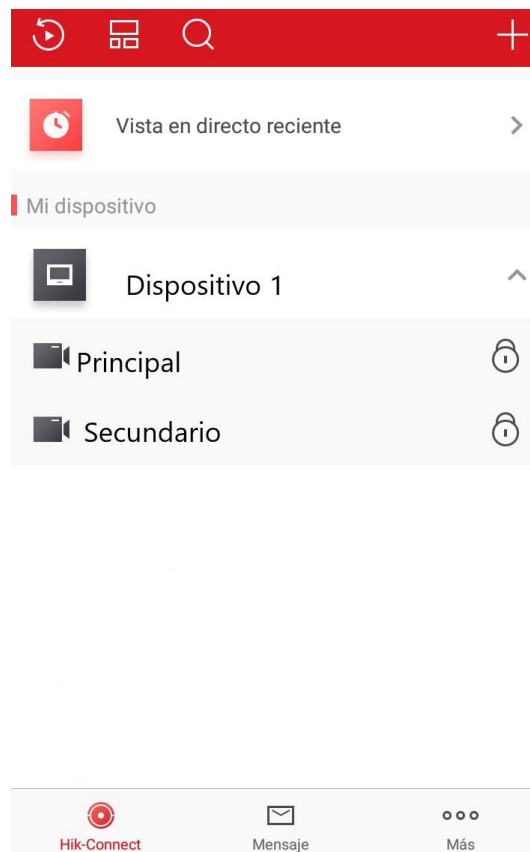 Vista en directo reciente
Mi dispositivo
Dispositivo 1
Principal
Secundario
Hik-Connect
Mensaje
Más